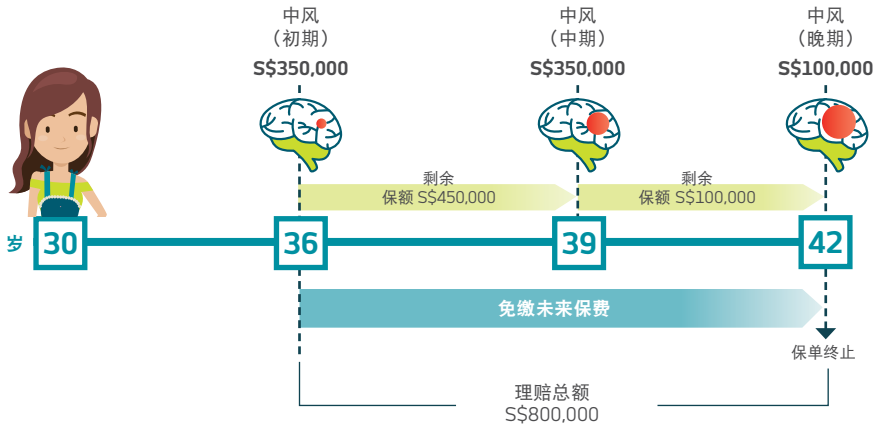 中风
（初期）
S$350,000
中风
（中期）
S$350,000
中风
（晚期）
S$100,000
剩余
保额 S$450,000
剩余
保额 S$100,000
岁
30
36
39
42
免缴未来保费
保单终止
理赔总额
S$800,000